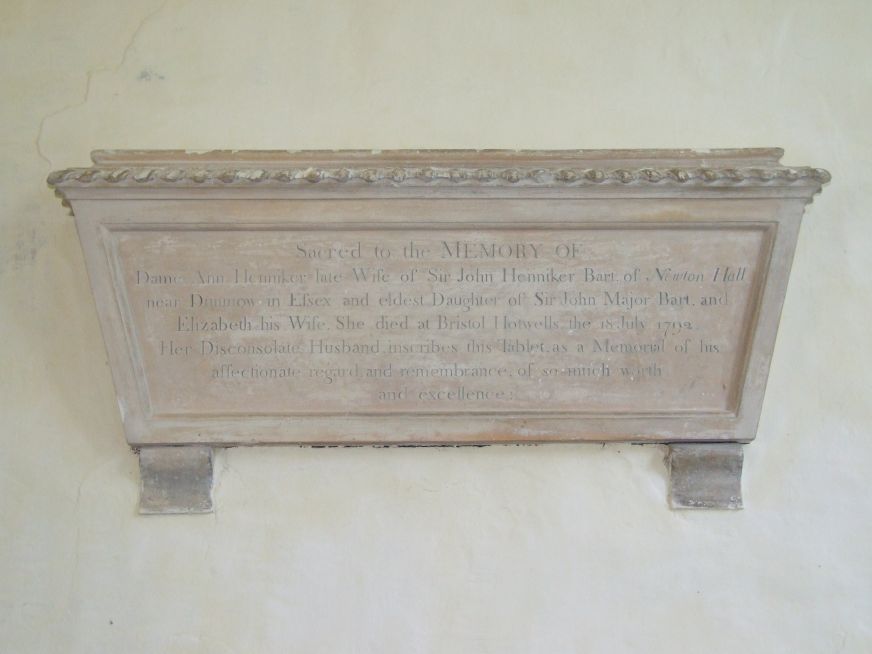 Sacred to the MEMORY OF
Dame Ann Henniker late Wife of Sir John Henniker Bart. of Newton Hall
near Dunmow in Eſsex and eldest Daughter of Sir John Major Bart. and
Elizabeth his Wife. She died at Bristol Hotwells, the 18 July 1792.
Her Disconsolate Husband, inscribes this Tablet, as a Memorial of his
affectionate regard, and remembrance, of so much worth
and excellence: